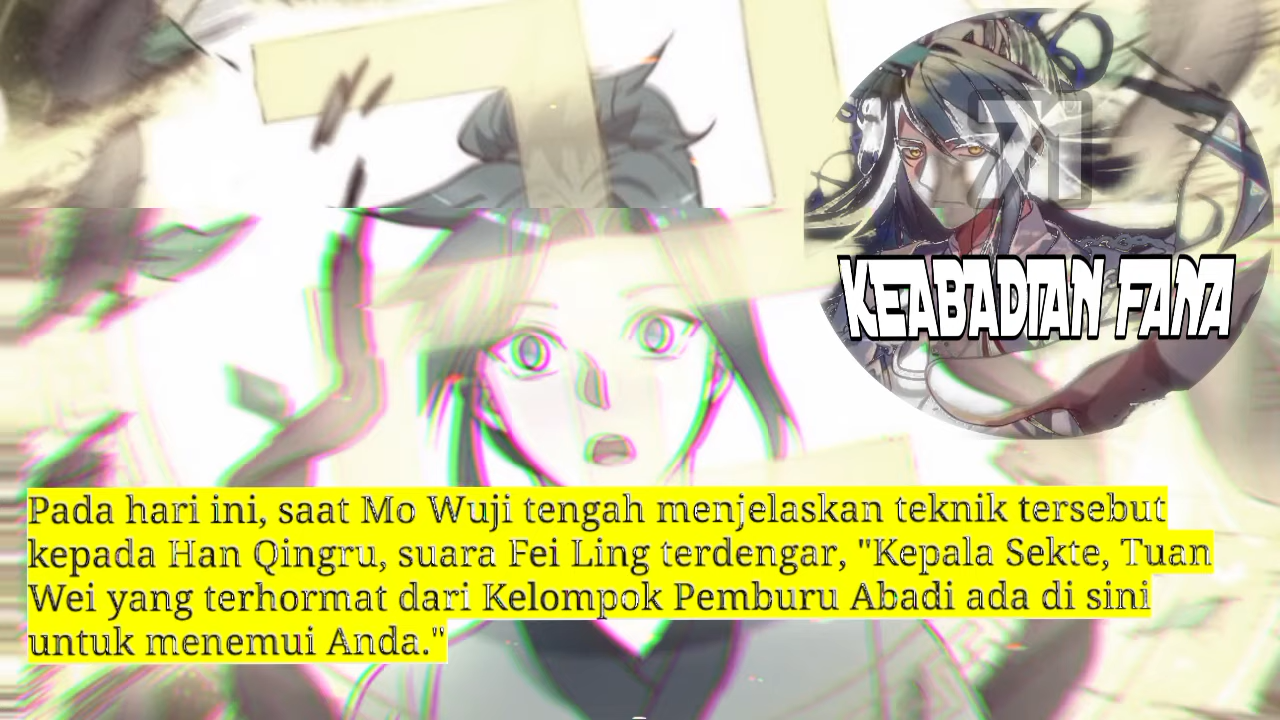 71
KEABADIAN FANA
Pada hari ini, saat Mo Wuji tengah menjelaskan teknik tersebut
kepada Han Qingru, suara Fei Ling terdengar, "Kepala Sekte, Tuan
Wei yang terhormat dari Kelompok Pemburu Abadi ada di sini
untuk menemui Anda."